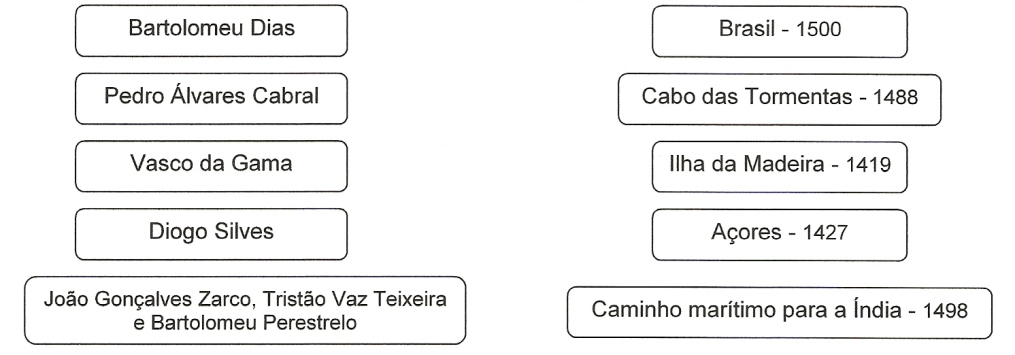 Bartolomeu Dias
Pedro Álvares Cabral
Vasco da Gama
Diogo Silves
João Gonçalves Zarco, Tristão Vaz Teixeira
e Bartolomeu Perestrelo
Brasil - 1500
Cabo das Tormentas - 1488
Ilha da Madeira - 1419
Açores - 1427
Caminho marítimo para a Índia - 1498